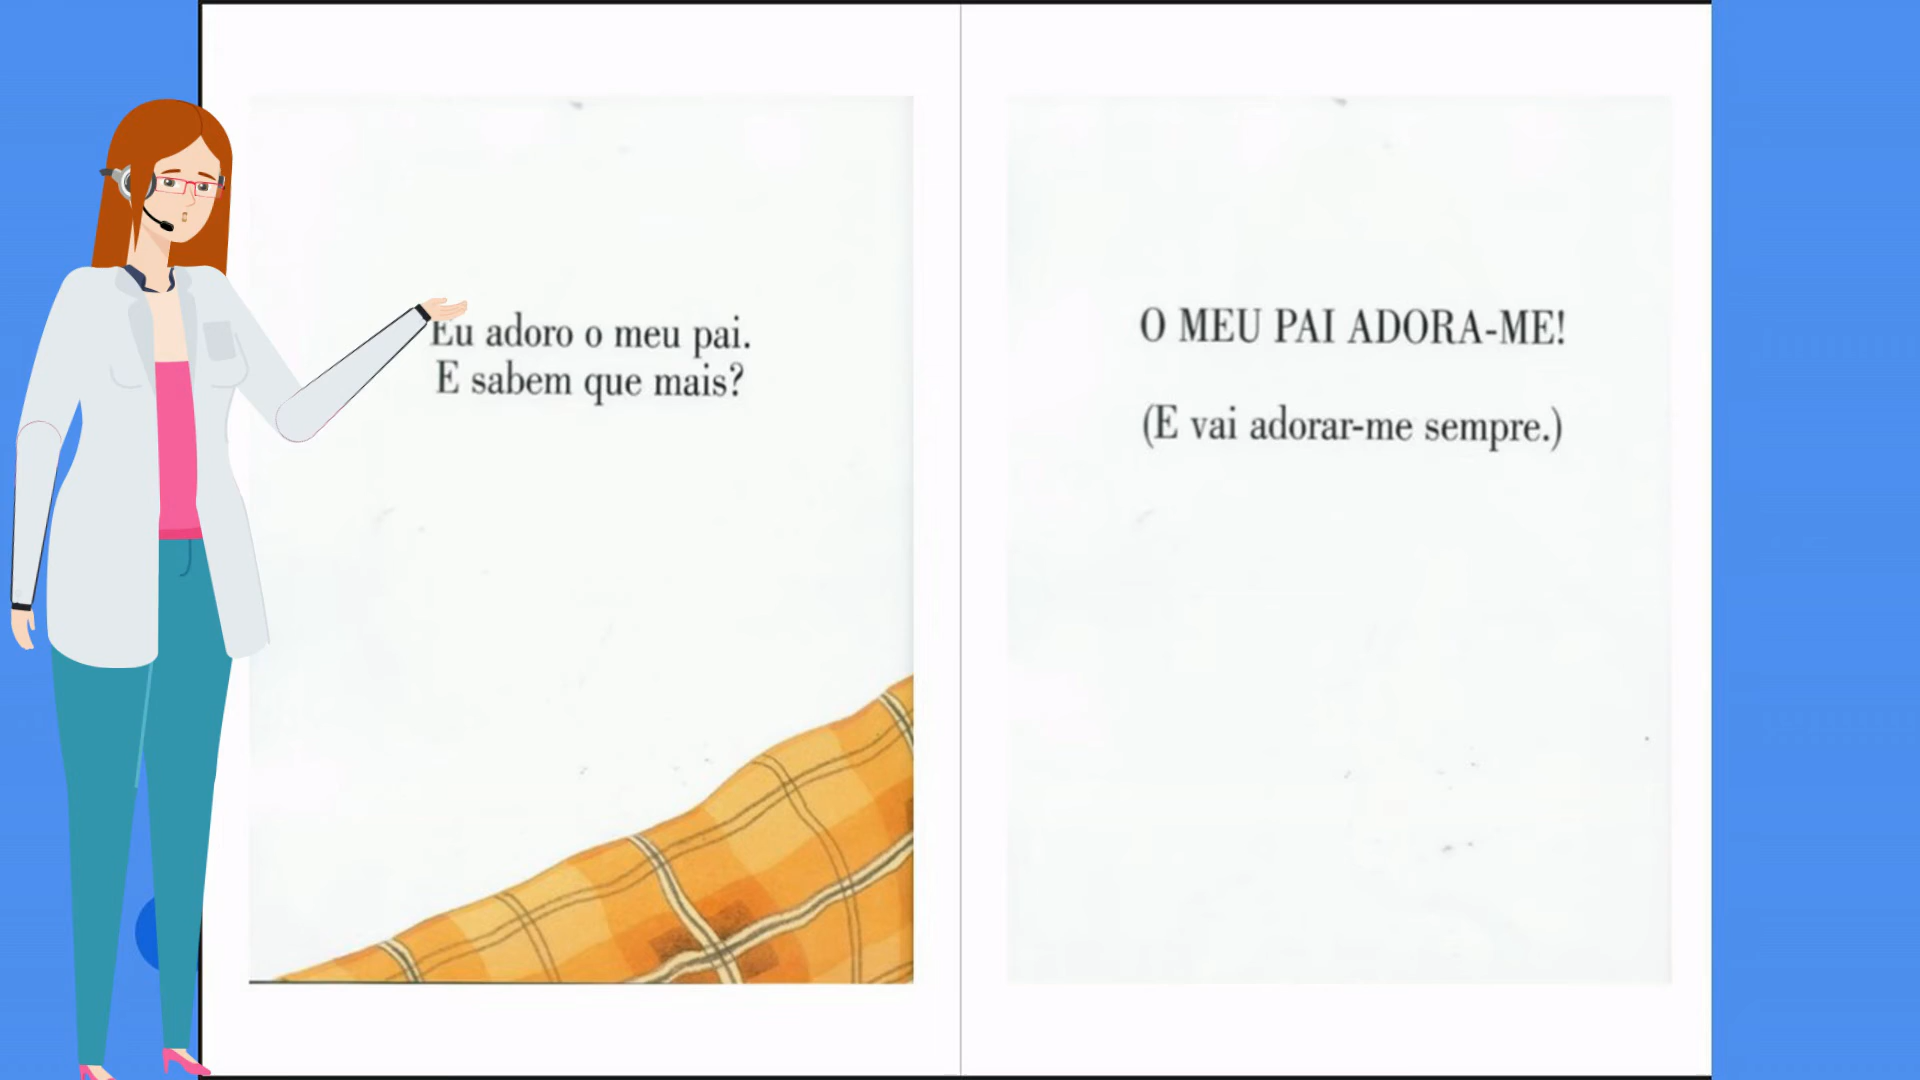 Eu adoro o meu pai.
E sabem que mais?
O MEU PAI ADORA-ME!
(E vai adorar-me sempre.)